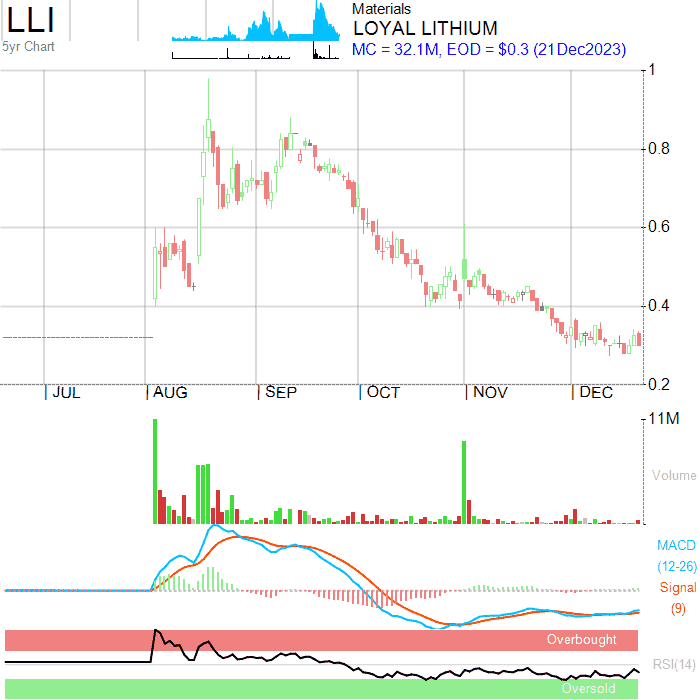 LLI
5yr Chart
Materials
LOYAL LITHIUM
MC = 32.1M, EOD = $0.3 (21Dec2023)
1
0.8
0.6
0.4
0.2
JUL AUG SEP OCT NOV DEC
11M
Volume
MACD
(12-26)
Signal
(9)
Overbought
RSI(14)
Oversold